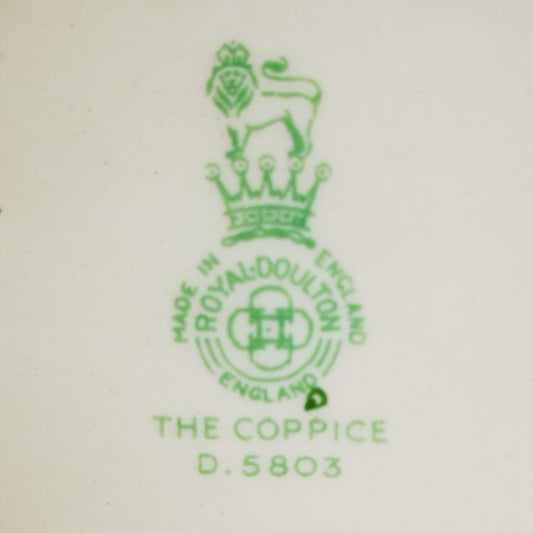 MADE IN ENGLAND
ROYAL·DOULTON
ENGLAND
THE COPPICE
D.5803